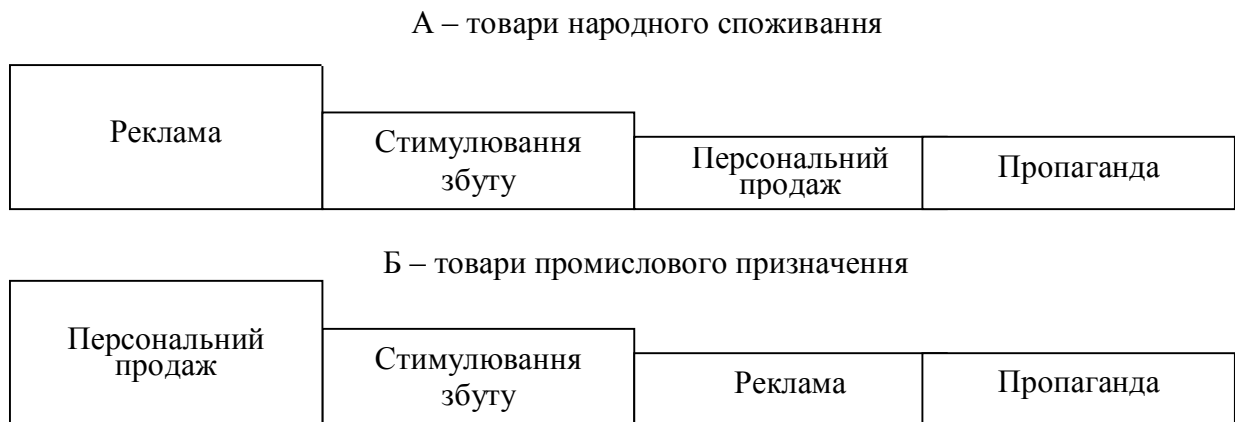 А – товари народного споживання
Реклама
Стимулювання
збуту
Персональний
продаж
Пропаганда
Б – товари промислового призначення
Персональний
продаж
Стимулювання
збуту
Реклама
Пропаганда